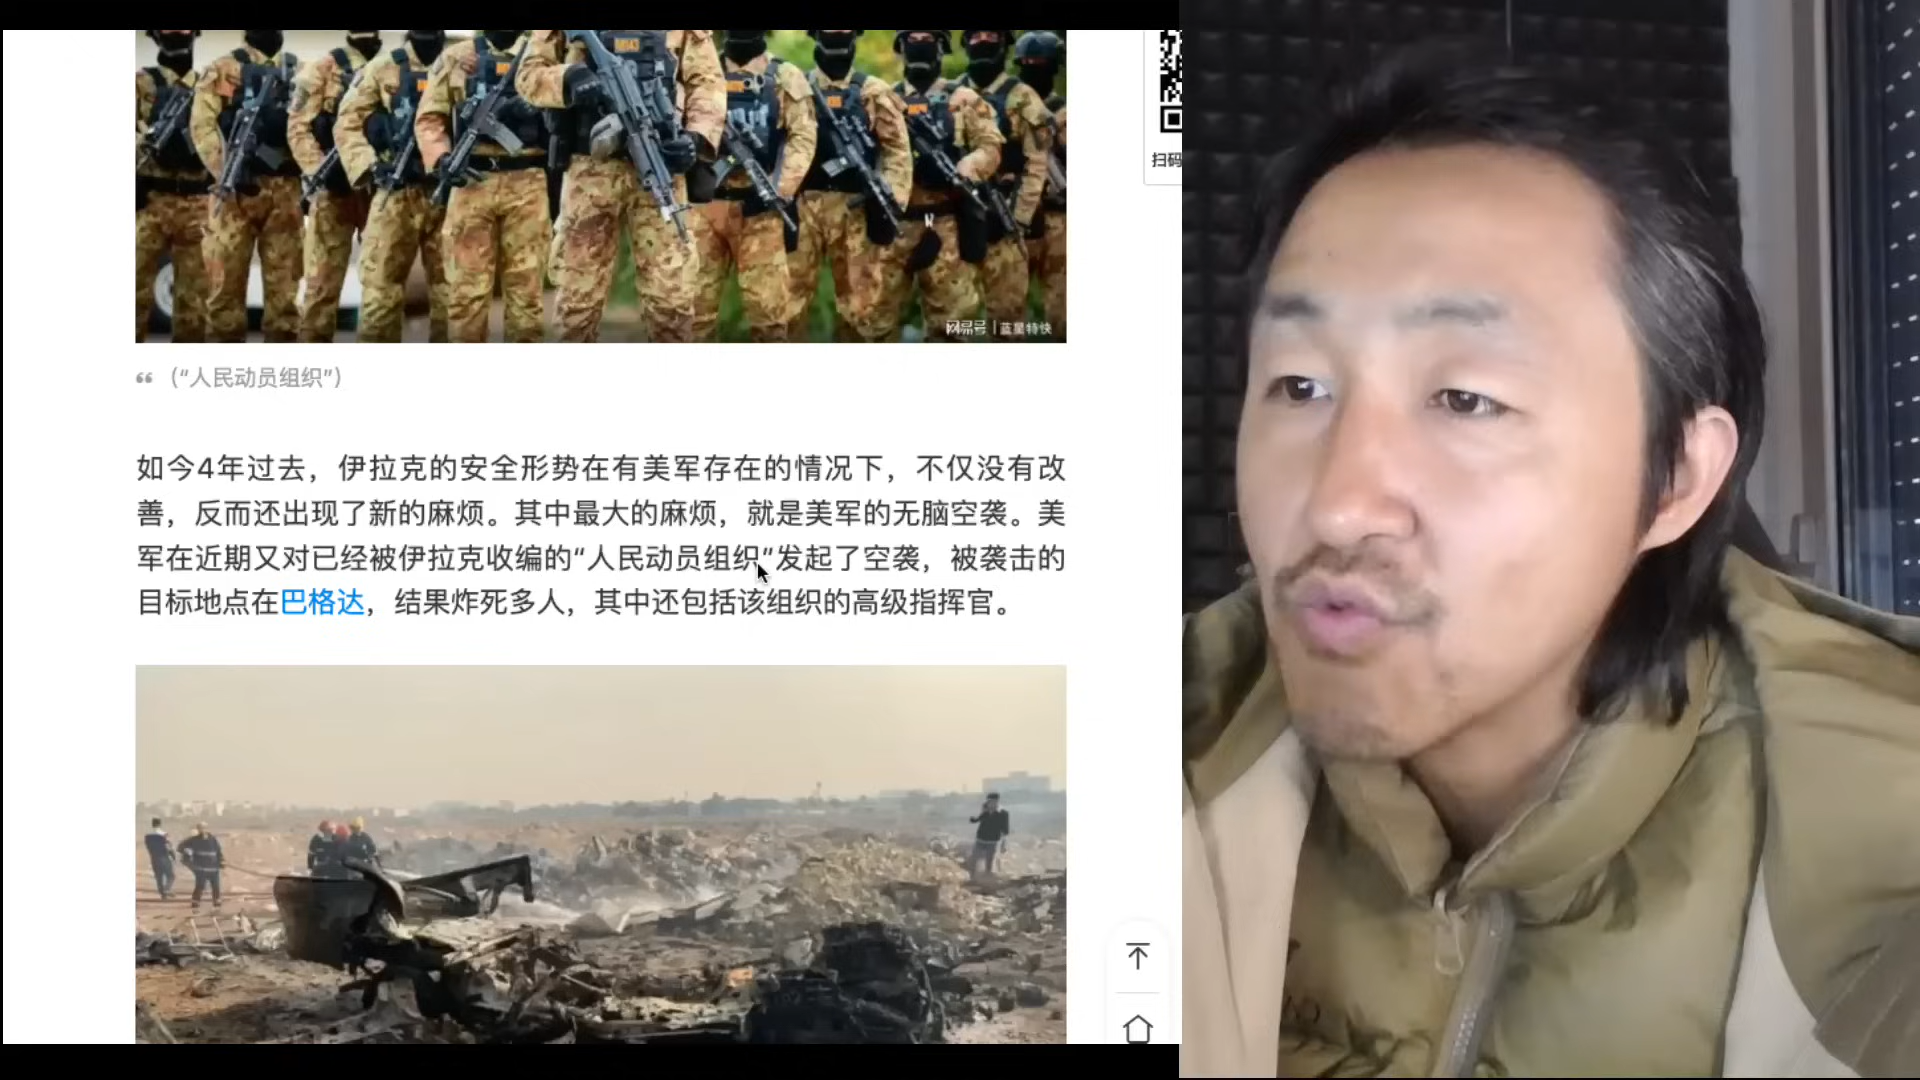 扫码
网易号 | 蓝星特快
“ （“人民动员组织”）
如今4年过去，伊拉克的安全形势在有美军存在的情况下，不仅没有改
善，反而还出现了新的麻烦。其中最大的麻烦，就是美军的无脑空袭。美
军在近期又对已经被伊拉克收编的“人民动员组织”发起了空袭，被袭击的
目标地点在巴格达，结果炸死多人，其中还包括该组织的高级指挥官。